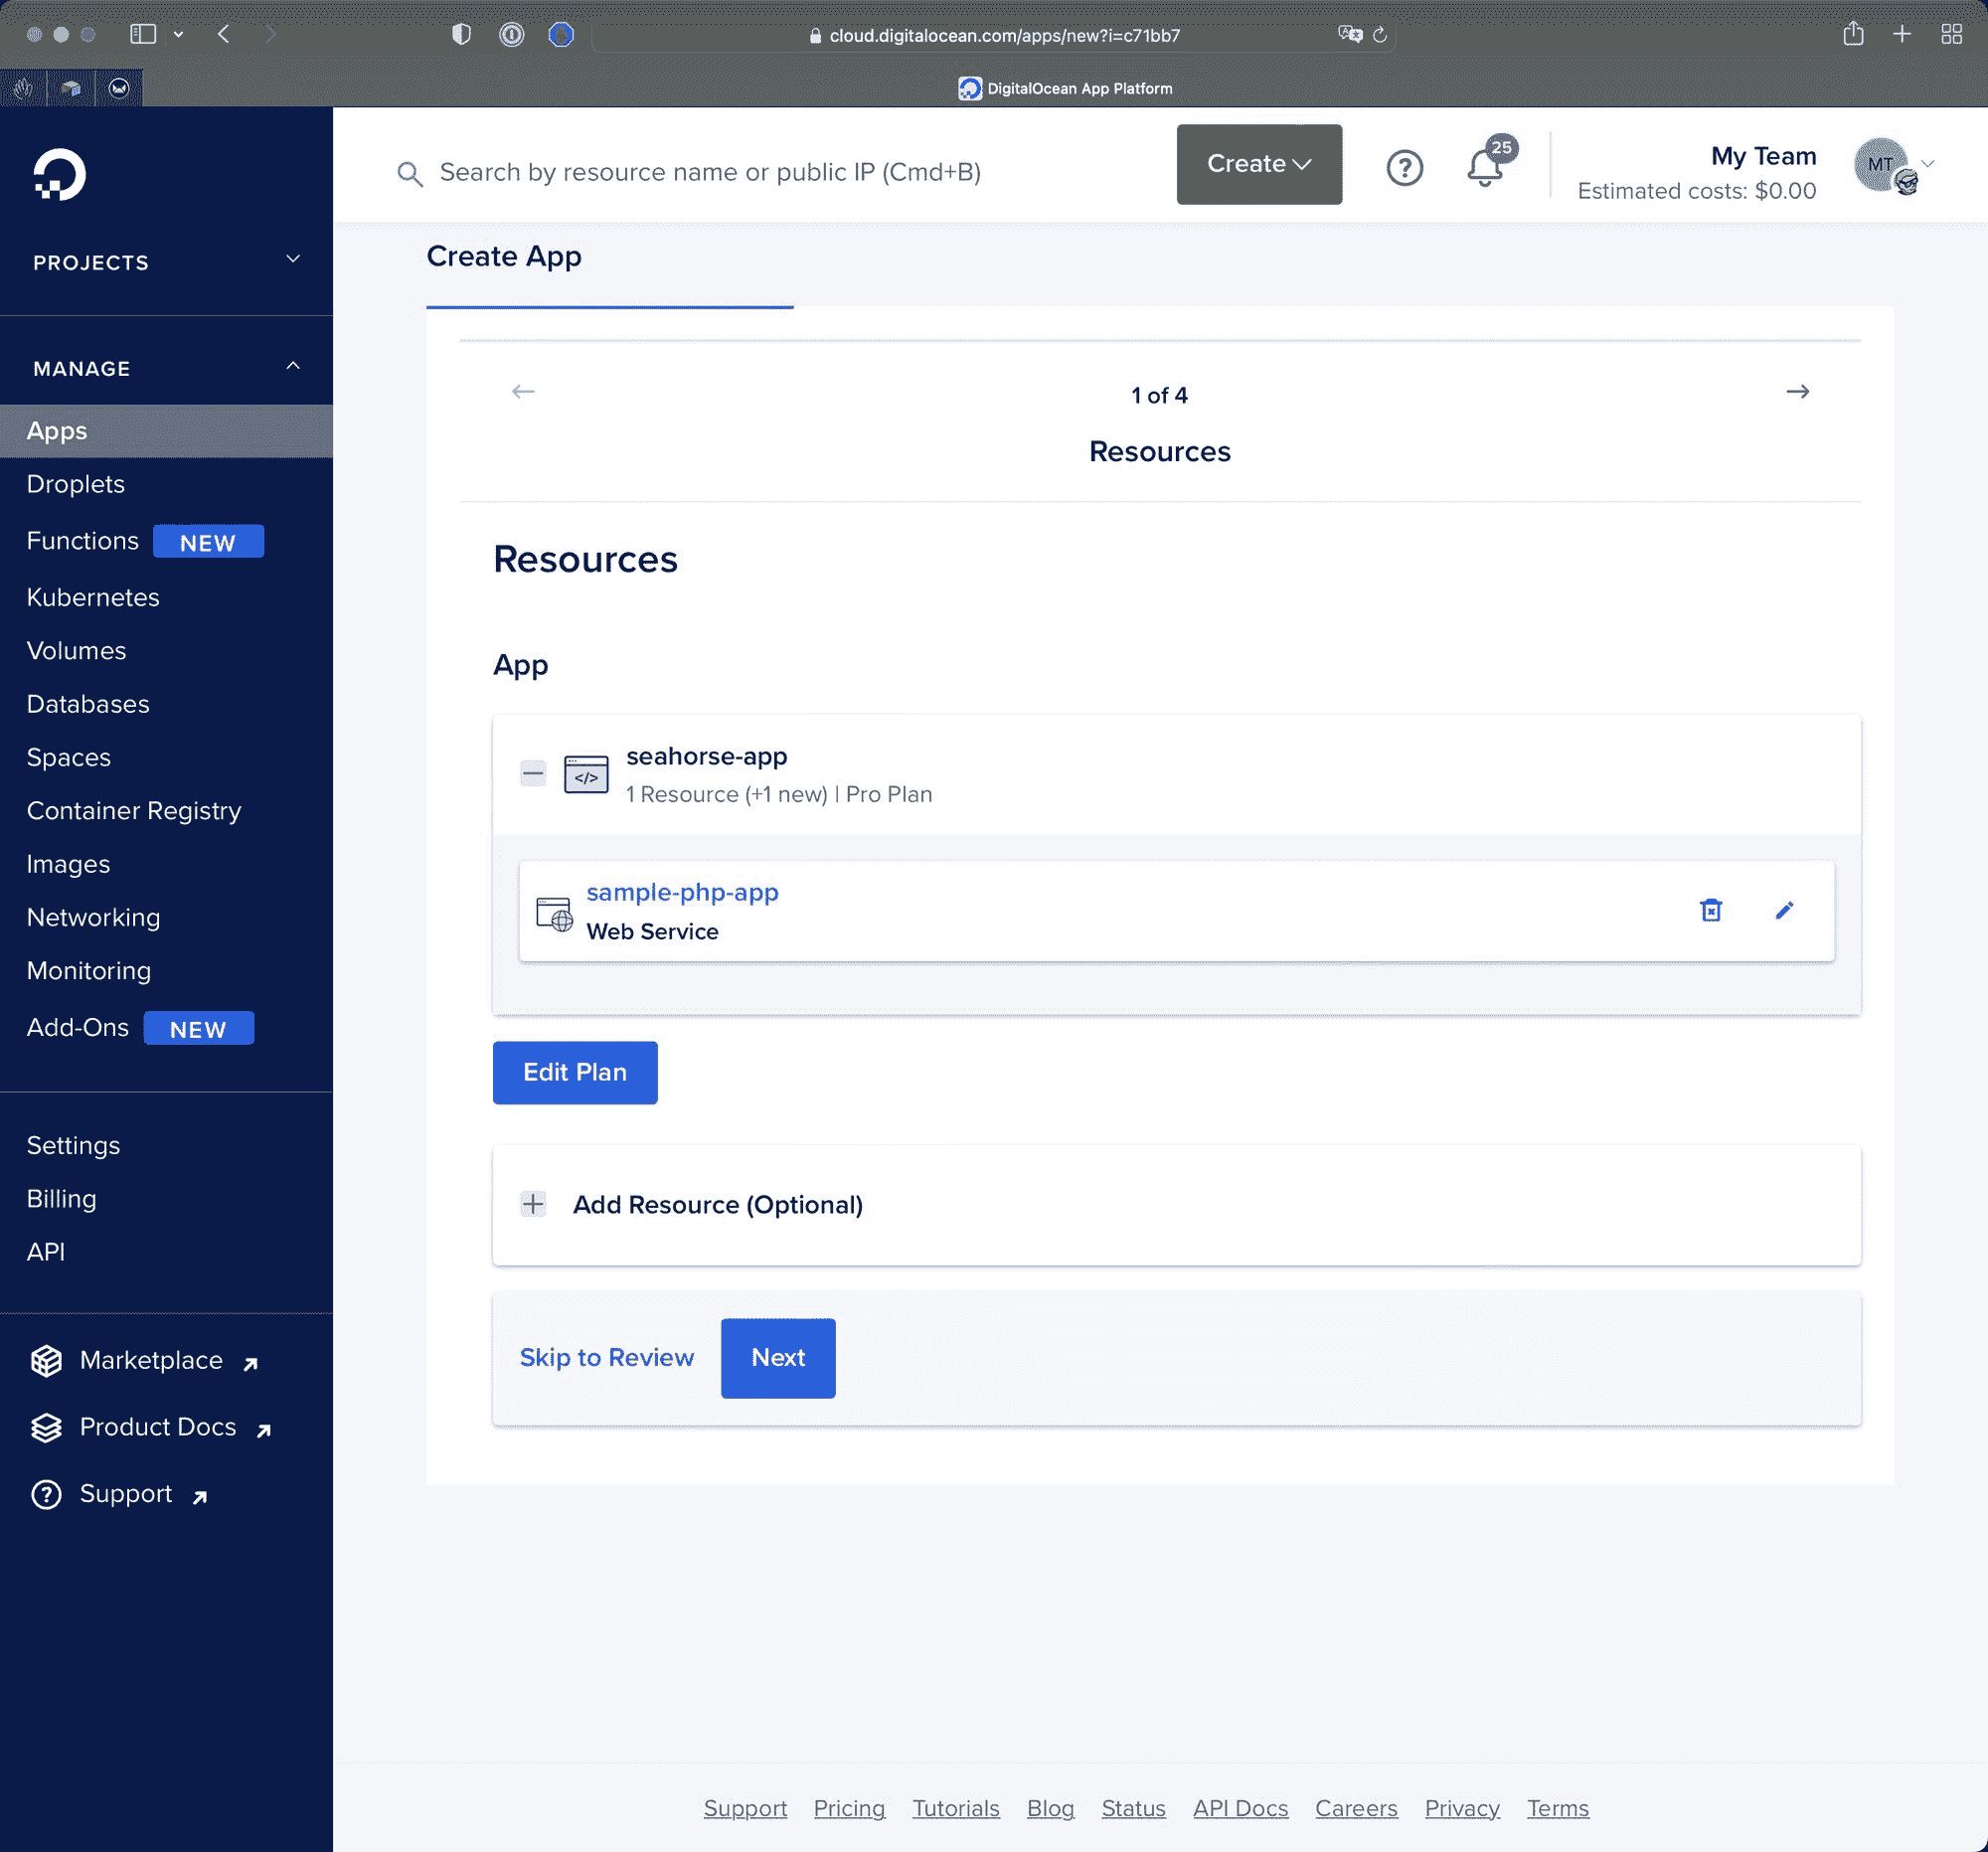 cloud.digitalocean.com/apps/new?i=c71bb7
DigitalOcean App Platform
Search by resource name or public IP (Cmd+B)
Create
25
My Team
Estimated costs: $0.00
MT
PROJECTS
MANAGE
Apps
Droplets
Functions NEW
Kubernetes
Volumes
Databases
Spaces
Container Registry
Images
Networking
Monitoring
Add-Ons NEW
Settings
Billing
API
Marketplace
Product Docs
Support
Create App
1 of 4
Resources
Resources
App
seahorse-app
1 Resource (+1 new) | Pro Plan
sample-php-app
Web Service
Edit Plan
Add Resource (Optional)
Skip to Review
Next
Support Pricing Tutorials Blog Status API Docs Careers Privacy Terms